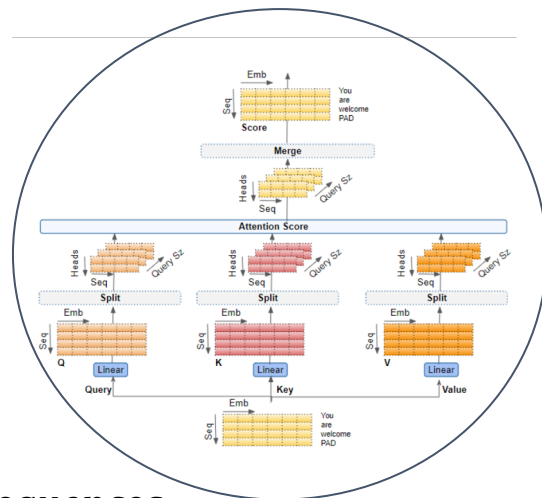 Emb
Seq
You
are
welcome
PAD
Score
Merge
Heads
Query Sz
Seq
Attention Score
Heads
Query Sz
Seq
Heads
Query Sz
Seq
Heads
Query Sz
Seq
Split
Split
Split
Emb
Emb
Emb
Seq
Seq
Seq
Q
K
V
Linear
Linear
Linear
Query
Key
Value
Emb
Seq
You
are
welcome
PAD